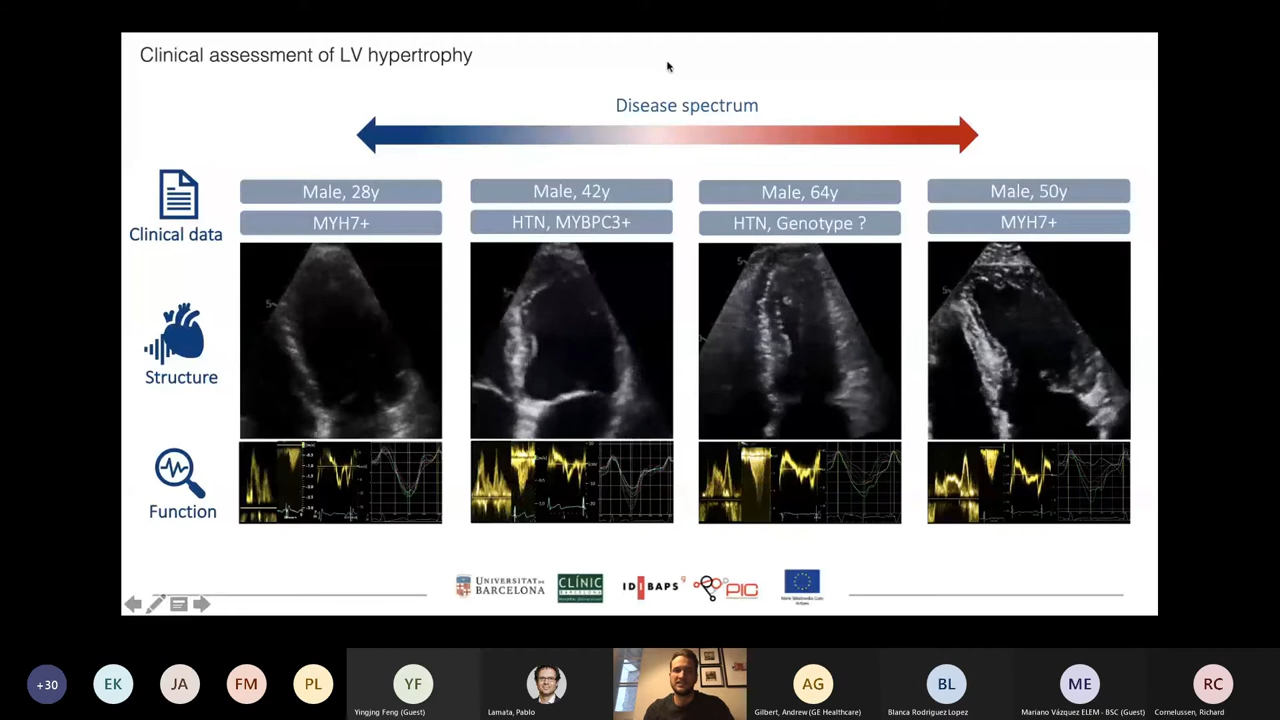 Clinical assessment of LV hypertrophy
Disease spectrum
Clinical data
Male, 28y
Male, 42y
Male, 64y
Male, 50y
MYH7+
HTN, MYBPC3+
HTN, Genotype ?
MYH7+
Structure
Function
UNIVERSITAT DE
BARCELONA
CLÍNIC
BARCELONA
IDIBAPS
PIC
+30
EK
JA
FM
PL
YF
AG
BL
ME
RC
Yingjng Feng (Guest)
Lamata, Pablo
Gilbert, Andrew (GE Healthcare)
Blanca Rodriguez Lopez
Mariano Vázquez ELEM - BSC (Guest)
Cornelussen, Richard